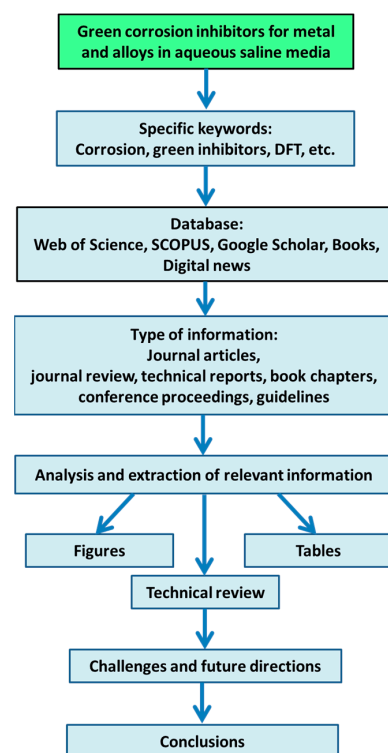 Green corrosion inhibitors for metal
and alloys in aqueous saline media
Specific keywords:
Corrosion, green inhibitors, DFT, etc.
Database:
Web of Science, SCOPUS, Google Scholar, Books,
Digital news
Type of information:
Journal articles,
journal review, technical reports, book chapters,
conference proceedings, guidelines
Analysis and extraction of relevant information
Figures
Tables
Technical review
Challenges and future directions
Conclusions